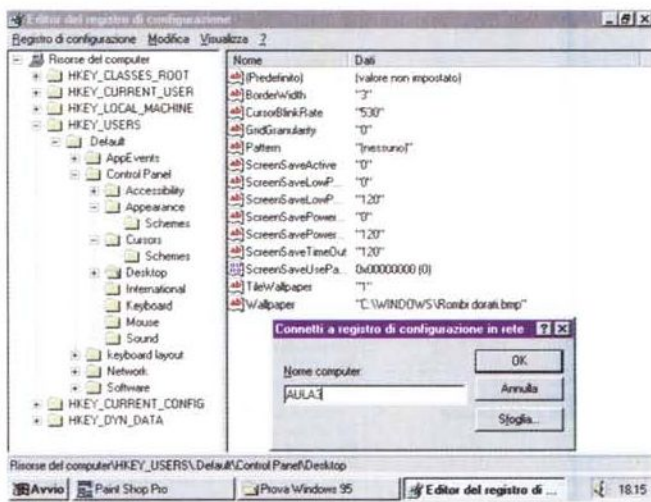 Editor del registro di configurazione
Registro di configurazione Modifica Visualizza ?
Risorse del computer
HKEY_CLASSES_ROOT
HKEY_CURRENT_USER
HKEY_LOCAL_MACHINE
HKEY_USERS
.Default
AppEvents
Control Panel
Accessibility
Appearance
Schemes
Cursors
Schemes
Desktop
International
Keyboard
Mouse
Sound
keyboard layout
Network
Software
HKEY_CURRENT_CONFIG
HKEY_DYN_DATA
Nome Dati
(Predefinito) (valore non impostato)
BorderWidth "3"
CursorBlinkRate "530"
GridGranularity "0"
Pattern "(nessuno)"
ScreenSaveActive "0"
ScreenSaveLowP... "0"
ScreenSaveLowP... "120"
ScreenSavePower... "0"
ScreenSavePower... "120"
ScreenSaveTimeOut "120"
ScreenSaveUsePa... 0x00000000 (0)
TileWallpaper "1"
Wallpaper "C:\WINDOWS\Rombi dorati.bmp"
Connetti a registro di configurazione in rete
Nome computer:
AULA3
OK
Annulla
Sfoglia...
Risorse del computer\HKEY_USERS\.Default\Control Panel\Desktop
Avvio Paint Shop Pro Prova Windows 95 Editor del registro di ... 18.15